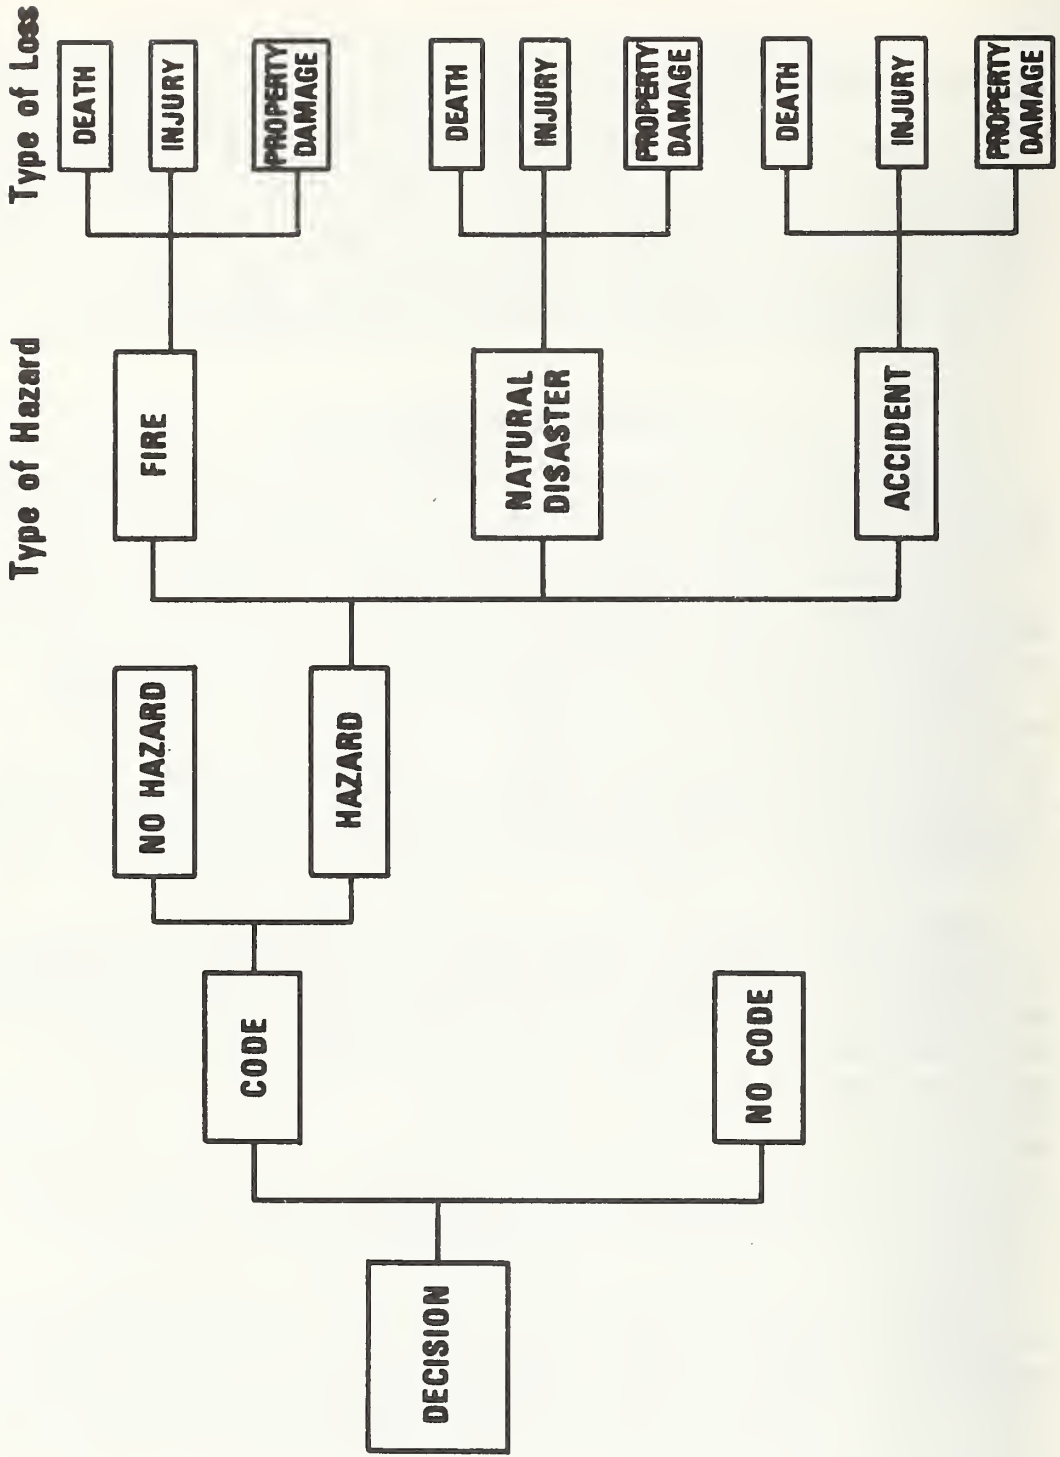 DECISION
CODE
NO CODE
NO HAZARD
HAZARD
Type of Hazard
FIRE
NATURAL
DISASTER
ACCIDENT
Type of Loss
DEATH
INJURY
PROPERTY
DAMAGE
DEATH
INJURY
PROPERTY
DAMAGE
DEATH
INJURY
PROPERTY
DAMAGE